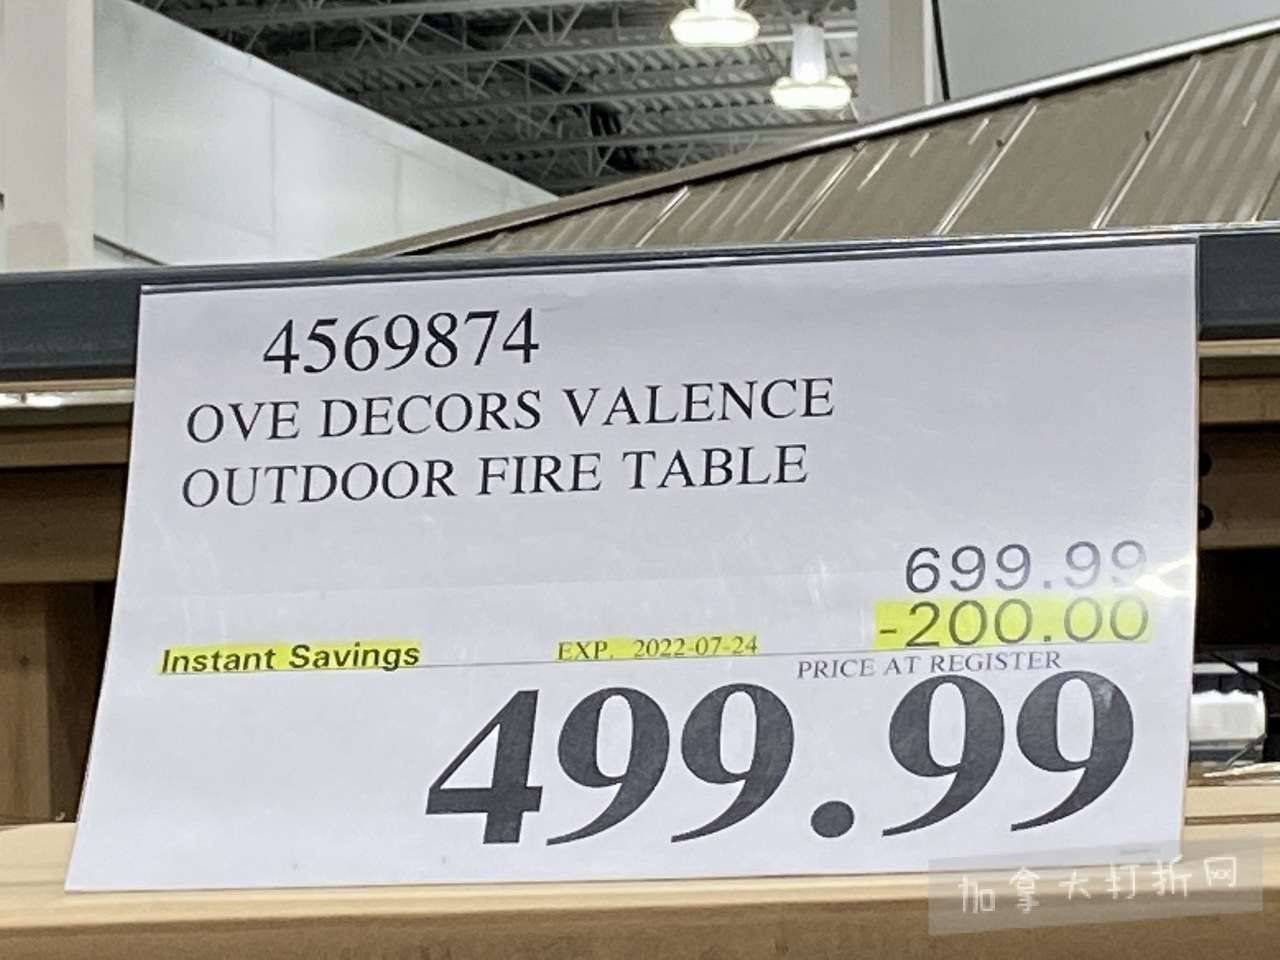 4569874
OVE DECORS VALENCE
OUTDOOR FIRE TABLE
699.99
Instant Savings EXP. 2022-07-24 -200.00
PRICE AT REGISTER
499.99
加拿大打折网